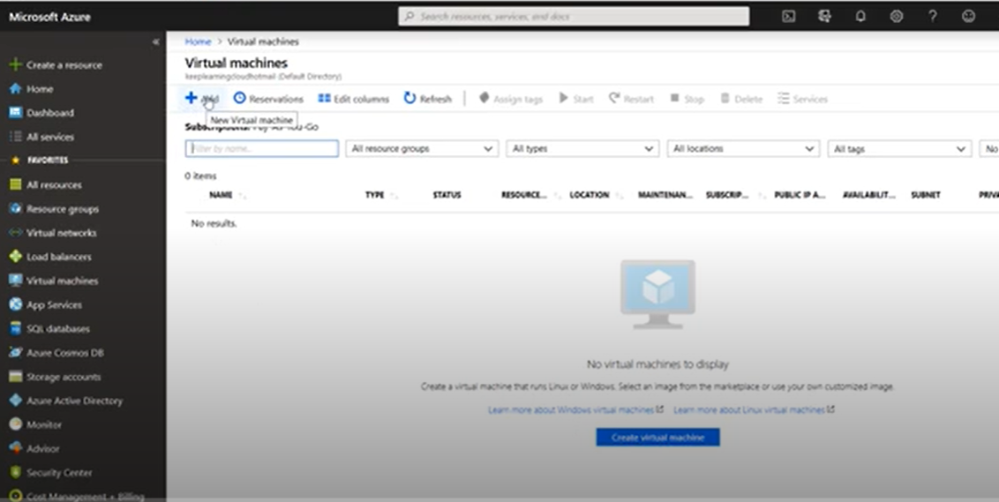 Microsoft Azure
Search resources, services, and docs
Create a resource
Home
Dashboard
All services
FAVORITES
All resources
Resource groups
Virtual networks
Load balancers
Virtual machines
App Services
SQL databases
Azure Cosmos DB
Storage accounts
Azure Active Directory
Monitor
Advisor
Security Center
Cost Management + Billing
Home > Virtual machines
Virtual machines
keeplearningcloudhotmail (Default Directory)
Add Reservations Edit columns Refresh Assign tags Start Restart Stop Delete Services
New Virtual machine
Subscriptions: Pay-As-You-Go
Filter by name... All resource groups All types All locations All tags No
0 items
NAME TYPE STATUS RESOURCE... LOCATION MAINTENAN... SUBSCRIP... PUBLIC IP A... AVAILABILIT... SUBNET PRIVA
No results.
No virtual machines to display
Create a virtual machine that runs Linux or Windows. Select an image from the marketplace or use your own customized image.
Learn more about Windows virtual machines Learn more about Linux virtual machines
Create virtual machine